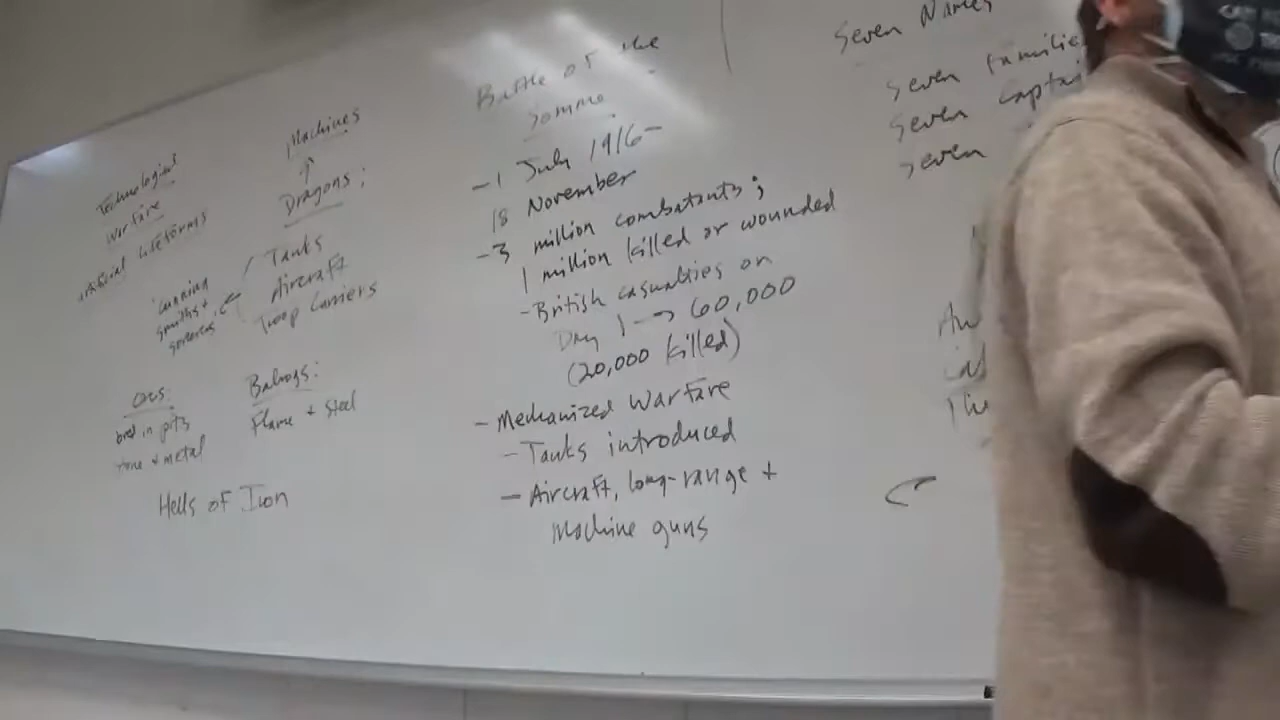 Technological
Warfare
artificial lifeforms
Machines
↑
Dragons:
Tanks
Aircraft
Troop Carriers
"cunning
smiths +
sorcerers"
Orcs:
bred in pits
stone + metal
Balrogs:
Flame + steel
Hells of Iron
Battle of the
Somme
- 1 July 1916 -
18 November
- 3 million combatants;
1 million killed or wounded
- British casualties on
Day 1 → 60,000
(20,000 killed)
- Mechanized Warfare
- Tanks introduced
- Aircraft, long-range +
Machine guns
Seven Names
Seven Familie
Seven captai
Seven